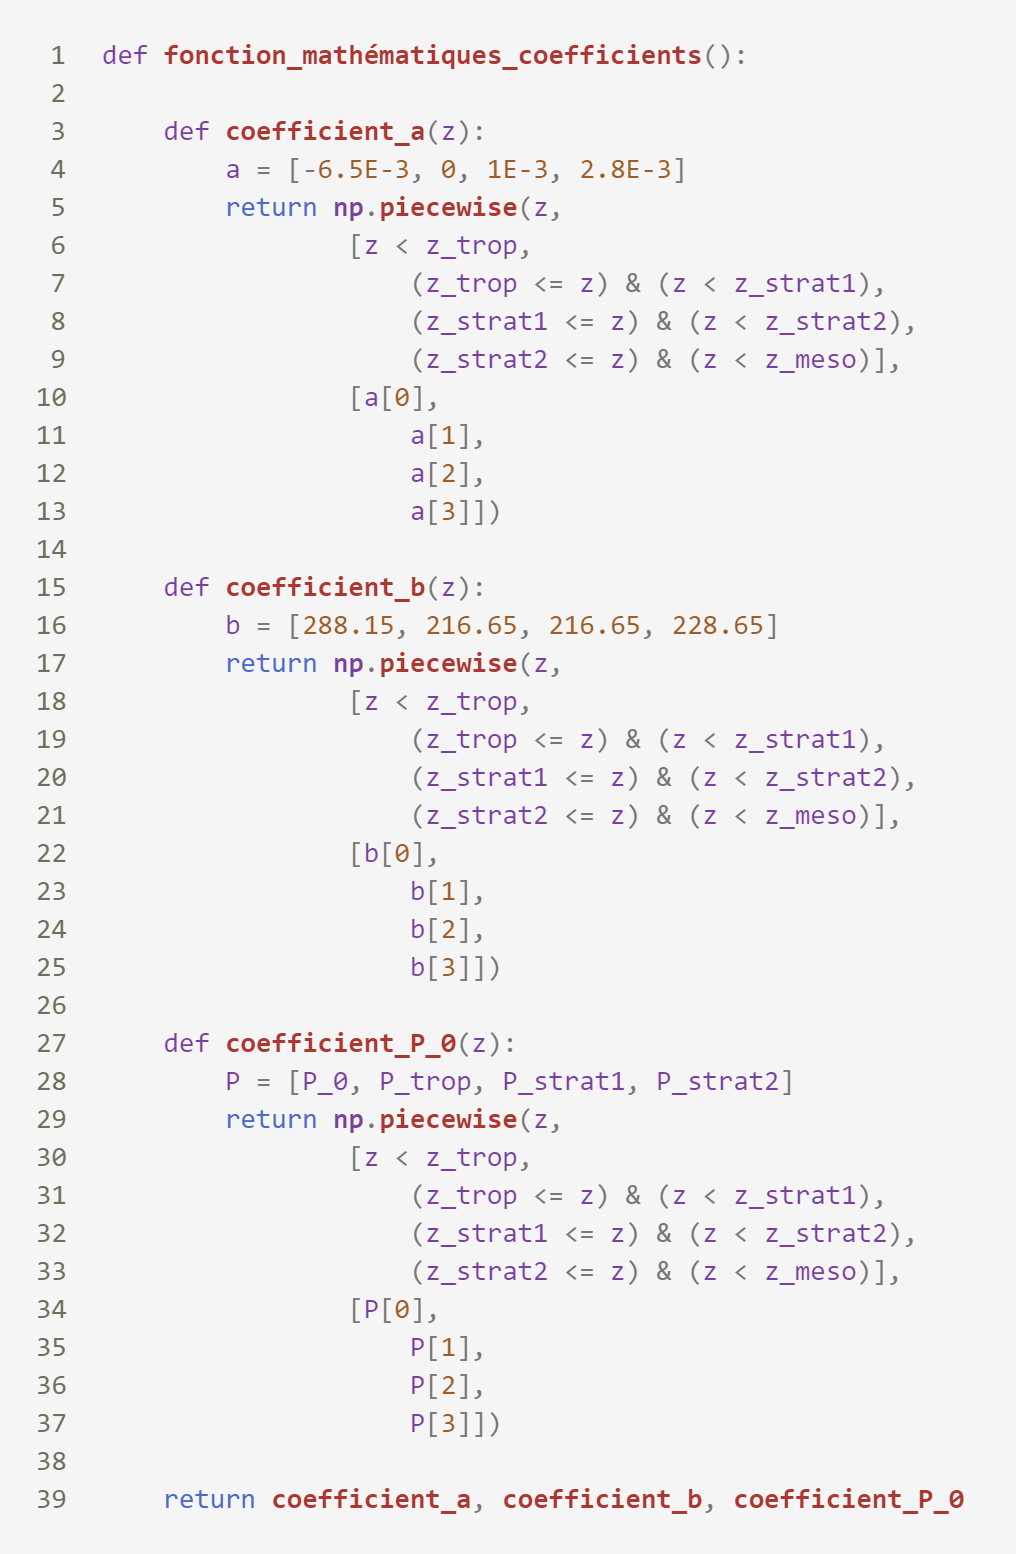 1 def fonction_mathématiques_coefficients():
2
3     def coefficient_a(z):
4         a = [-6.5E-3, 0, 1E-3, 2.8E-3]
5         return np.piecewise(z,
6                 [z < z_trop,
7                     (z_trop <= z) & (z < z_strat1),
8                     (z_strat1 <= z) & (z < z_strat2),
9                     (z_strat2 <= z) & (z < z_meso)],
10                 [a[0],
11                     a[1],
12                     a[2],
13                     a[3]])
14
15     def coefficient_b(z):
16         b = [288.15, 216.65, 216.65, 228.65]
17         return np.piecewise(z,
18                 [z < z_trop,
19                     (z_trop <= z) & (z < z_strat1),
20                     (z_strat1 <= z) & (z < z_strat2),
21                     (z_strat2 <= z) & (z < z_meso)],
22                 [b[0],
23                     b[1],
24                     b[2],
25                     b[3]])
26
27     def coefficient_P_0(z):
28         P = [P_0, P_trop, P_strat1, P_strat2]
29         return np.piecewise(z,
30                 [z < z_trop,
31                     (z_trop <= z) & (z < z_strat1),
32                     (z_strat1 <= z) & (z < z_strat2),
33                     (z_strat2 <= z) & (z < z_meso)],
34                 [P[0],
35                     P[1],
36                     P[2],
37                     P[3]])
38
39     return coefficient_a, coefficient_b, coefficient_P_0